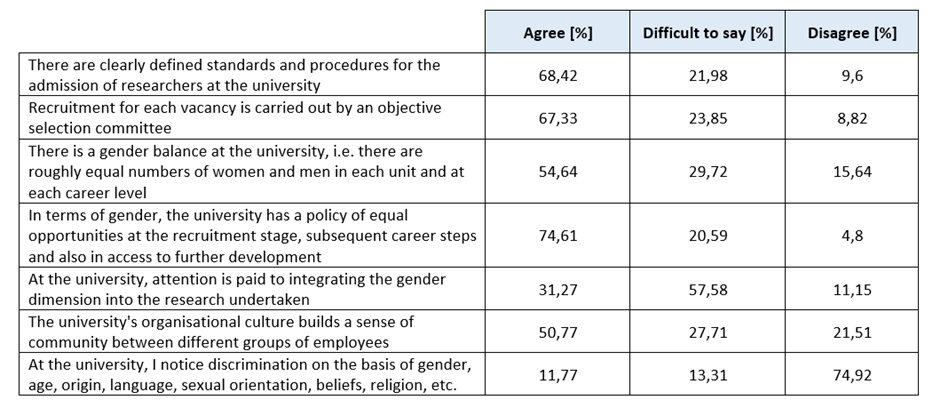 Agree [%] Difficult to say [%] Disagree [%]
There are clearly defined standards and procedures for the
admission of researchers at the university
68,42 21,98 9,6
Recruitment for each vacancy is carried out by an objective
selection committee
67,33 23,85 8,82
There is a gender balance at the university, i.e. there are
roughly equal numbers of women and men in each unit and at
each career level
54,64 29,72 15,64
In terms of gender, the university has a policy of equal
opportunities at the recruitment stage, subsequent career steps
and also in access to further development
74,61 20,59 4,8
At the university, attention is paid to integrating the gender
dimension into the research undertaken
31,27 57,58 11,15
The university's organisational culture builds a sense of
community between different groups of employees
50,77 27,71 21,51
At the university, I notice discrimination on the basis of gender,
age, origin, language, sexual orientation, beliefs, religion, etc.
11,77 13,31 74,92